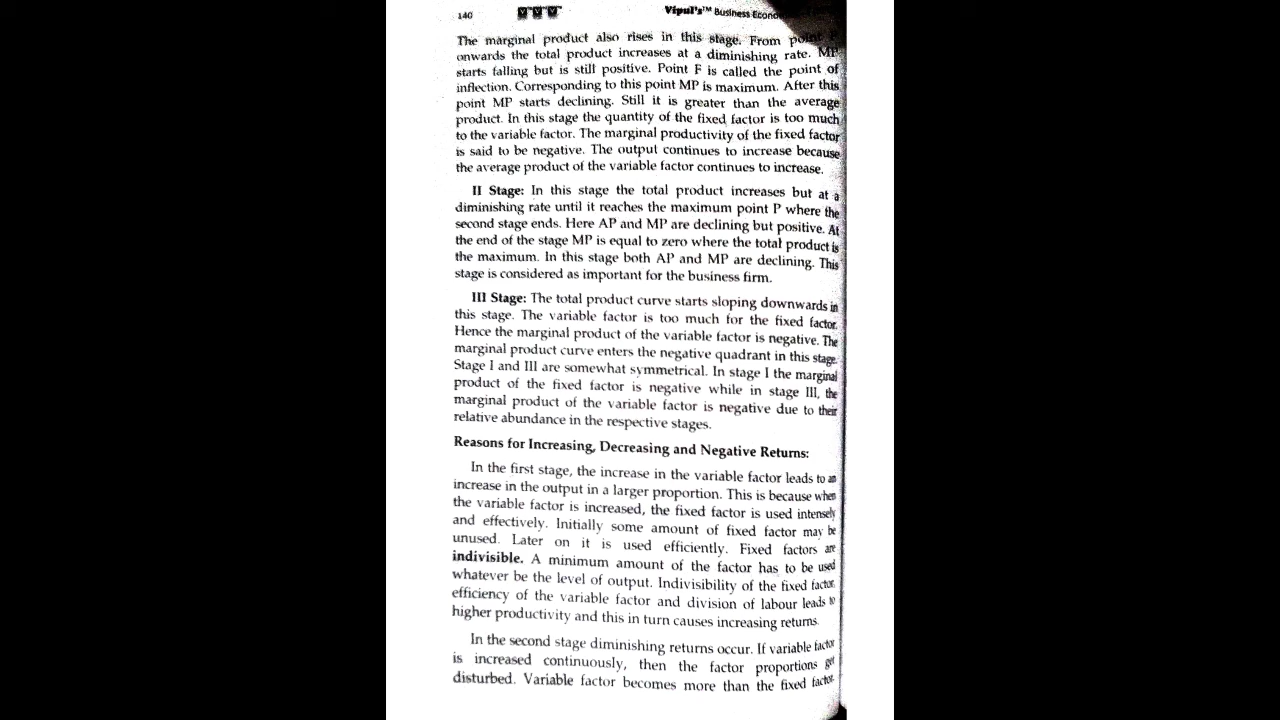 140
Vipul's™ Business Econo
The marginal product also rises in this stage. From point F
onwards the total product increases at a diminishing rate. MP
starts falling but is still positive. Point F is called the point of
inflection. Corresponding to this point MP is maximum. After this
point MP starts declining. Still it is greater than the average
product. In this stage the quantity of the fixed factor is too much
to the variable factor. The marginal productivity of the fixed factor
is said to be negative. The output continues to increase because
the average product of the variable factor continues to increase.
II Stage: In this stage the total product increases but at a
diminishing rate until it reaches the maximum point P where the
second stage ends. Here AP and MP are declining but positive. At
the end of the stage MP is equal to zero where the total product is
the maximum. In this stage both AP and MP are declining. This
stage is considered as important for the business firm.
III Stage: The total product curve starts sloping downwards in
this stage. The variable factor is too much for the fixed factor.
Hence the marginal product of the variable factor is negative. The
marginal product curve enters the negative quadrant in this stage.
Stage I and III are somewhat symmetrical. In stage I the marginal
product of the fixed factor is negative while in stage III, the
marginal product of the variable factor is negative due to their
relative abundance in the respective stages.
Reasons for Increasing, Decreasing and Negative Returns:
In the first stage, the increase in the variable factor leads to an
increase in the output in a larger proportion. This is because when
the variable factor is increased, the fixed factor is used intensely
and effectively. Initially some amount of fixed factor may be
unused. Later on it is used efficiently. Fixed factors are
indivisible. A minimum amount of the factor has to be used
whatever be the level of output. Indivisibility of the fixed factor,
efficiency of the variable factor and division of labour leads to
higher productivity and this in turn causes increasing returns.
In the second stage diminishing returns occur. If variable factor
is increased continuously, then the factor proportions get
disturbed. Variable factor becomes more than the fixed factor.